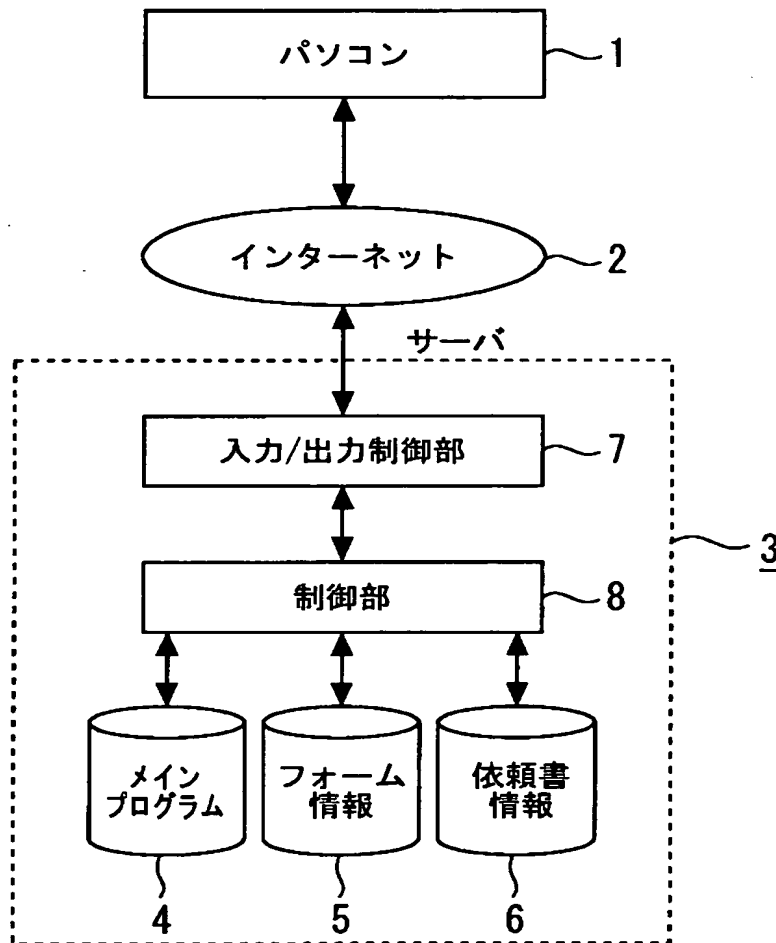 パソコン
1
インターネット
2
サーバ
入力/出力制御部
7
3
制御部
8
メイン
プログラム
フォーム
情報
依頼書
情報
4
5
6